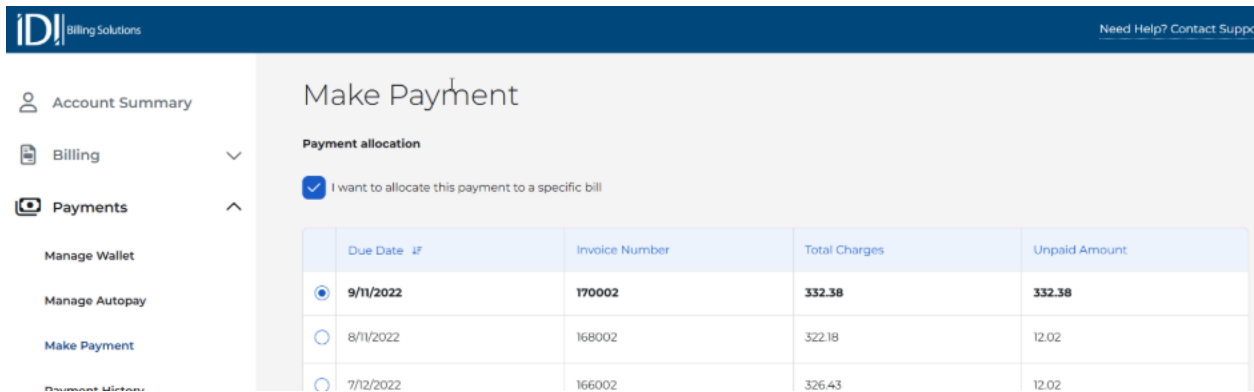 IDI Billing Solutions
Need Help? Contact Suppo
Account Summary
Billing
Payments
Manage Wallet
Manage Autopay
Make Payment
Payment History
Make Payment
Payment allocation
I want to allocate this payment to a specific bill
Due Date Invoice Number Total Charges Unpaid Amount
9/11/2022 170002 332.38 332.38
8/11/2022 168002 322.18 12.02
7/12/2022 166002 326.43 12.02